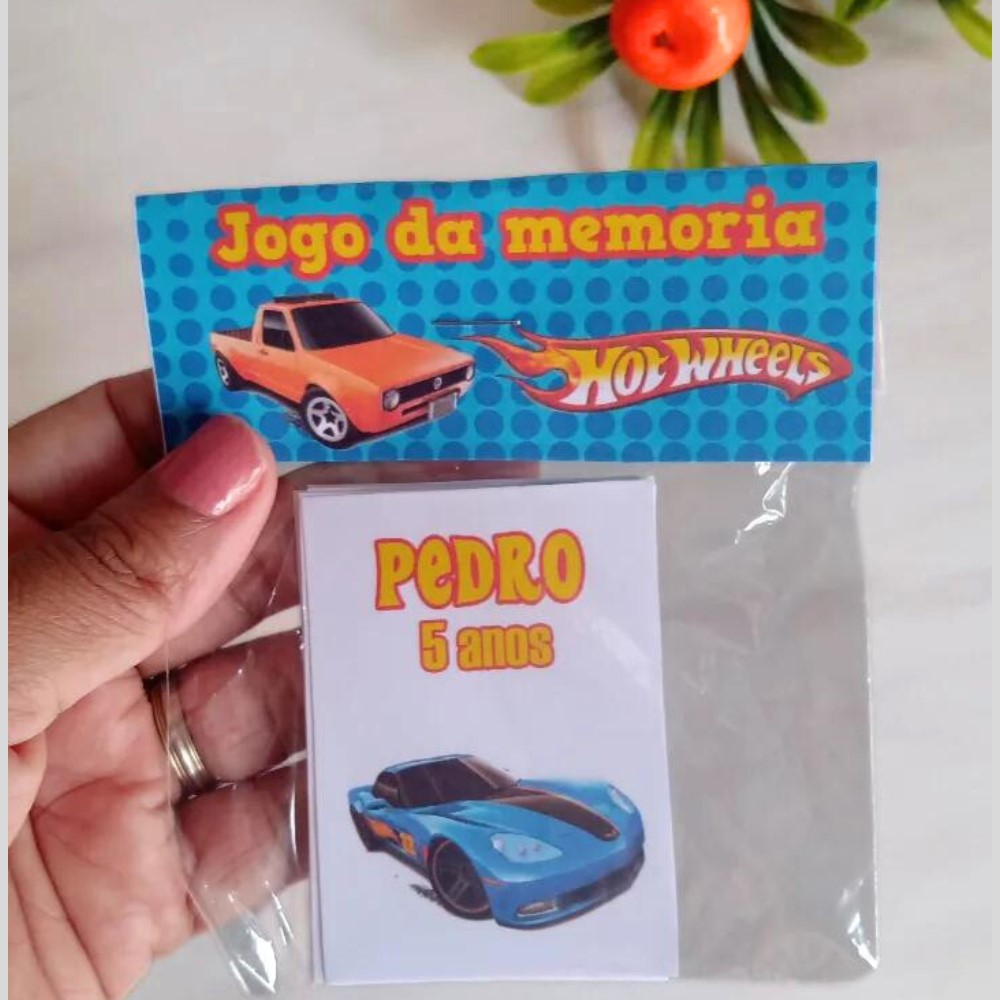 Jogo da memoria
HOT WHEELS
PEDRO
5 anos